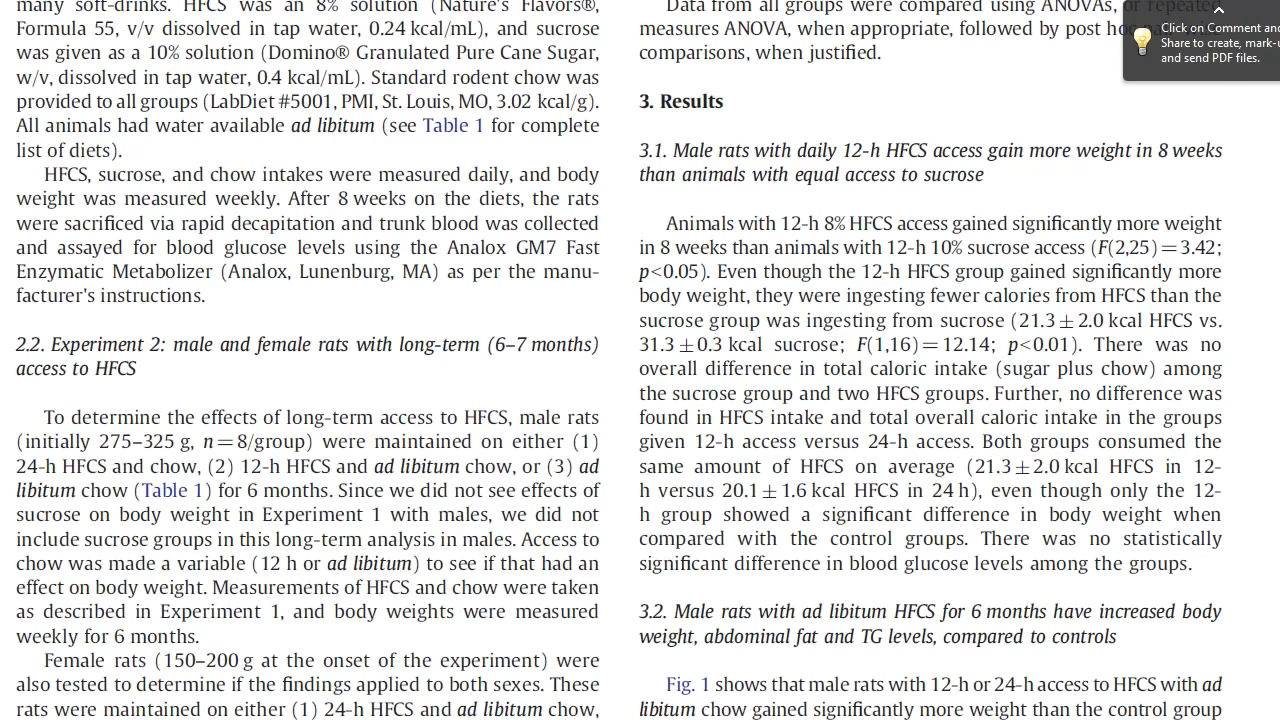 many soft-drinks. HFCS was an 8% solution (Nature's Flavors®,
Formula 55, v/v dissolved in tap water, 0.24 kcal/mL), and sucrose
was given as a 10% solution (Domino® Granulated Pure Cane Sugar,
w/v, dissolved in tap water, 0.4 kcal/mL). Standard rodent chow was
provided to all groups (LabDiet #5001, PMI, St. Louis, MO, 3.02 kcal/g).
All animals had water available ad libitum (see Table 1 for complete
list of diets).
HFCS, sucrose, and chow intakes were measured daily, and body
weight was measured weekly. After 8 weeks on the diets, the rats
were sacrificed via rapid decapitation and trunk blood was collected
and assayed for blood glucose levels using the Analox GM7 Fast
Enzymatic Metabolizer (Analox, Lunenburg, MA) as per the manu-
facturer's instructions.
2.2. Experiment 2: male and female rats with long-term (6–7 months)
access to HFCS
To determine the effects of long-term access to HFCS, male rats
(initially 275–325 g, n=8/group) were maintained on either (1)
24-h HFCS and chow, (2) 12-h HFCS and ad libitum chow, or (3) ad
libitum chow (Table 1) for 6 months. Since we did not see effects of
sucrose on body weight in Experiment 1 with males, we did not
include sucrose groups in this long-term analysis in males. Access to
chow was made a variable (12 h or ad libitum) to see if that had an
effect on body weight. Measurements of HFCS and chow were taken
as described in Experiment 1, and body weights were measured
weekly for 6 months.
Female rats (150–200 g at the onset of the experiment) were
also tested to determine if the findings applied to both sexes. These
rats were maintained on either (1) 24-h HFCS and ad libitum chow,
Data from all groups were compared using ANOVAs, or repeated
measures ANOVA, when appropriate, followed by post hoc
comparisons, when justified.
3. Results
3.1. Male rats with daily 12-h HFCS access gain more weight in 8 weeks
than animals with equal access to sucrose
Animals with 12-h 8% HFCS access gained significantly more weight
in 8 weeks than animals with 12-h 10% sucrose access (F(2,25)=3.42;
p<0.05). Even though the 12-h HFCS group gained significantly more
body weight, they were ingesting fewer calories from HFCS than the
sucrose group was ingesting from sucrose (21.3±2.0 kcal HFCS vs.
31.3±0.3 kcal sucrose; F(1,16)=12.14; p<0.01). There was no
overall difference in total caloric intake (sugar plus chow) among
the sucrose group and two HFCS groups. Further, no difference was
found in HFCS intake and total overall caloric intake in the groups
given 12-h access versus 24-h access. Both groups consumed the
same amount of HFCS on average (21.3±2.0 kcal HFCS in 12-
h versus 20.1±1.6 kcal HFCS in 24 h), even though only the 12-
h group showed a significant difference in body weight when
compared with the control groups. There was no statistically
significant difference in blood glucose levels among the groups.
3.2. Male rats with ad libitum HFCS for 6 months have increased body
weight, abdominal fat and TG levels, compared to controls
Fig. 1 shows that male rats with 12-h or 24-h access to HFCS with ad
libitum chow gained significantly more weight than the control group
Click on Comment and
Share to create, mark-u
and send PDF files.